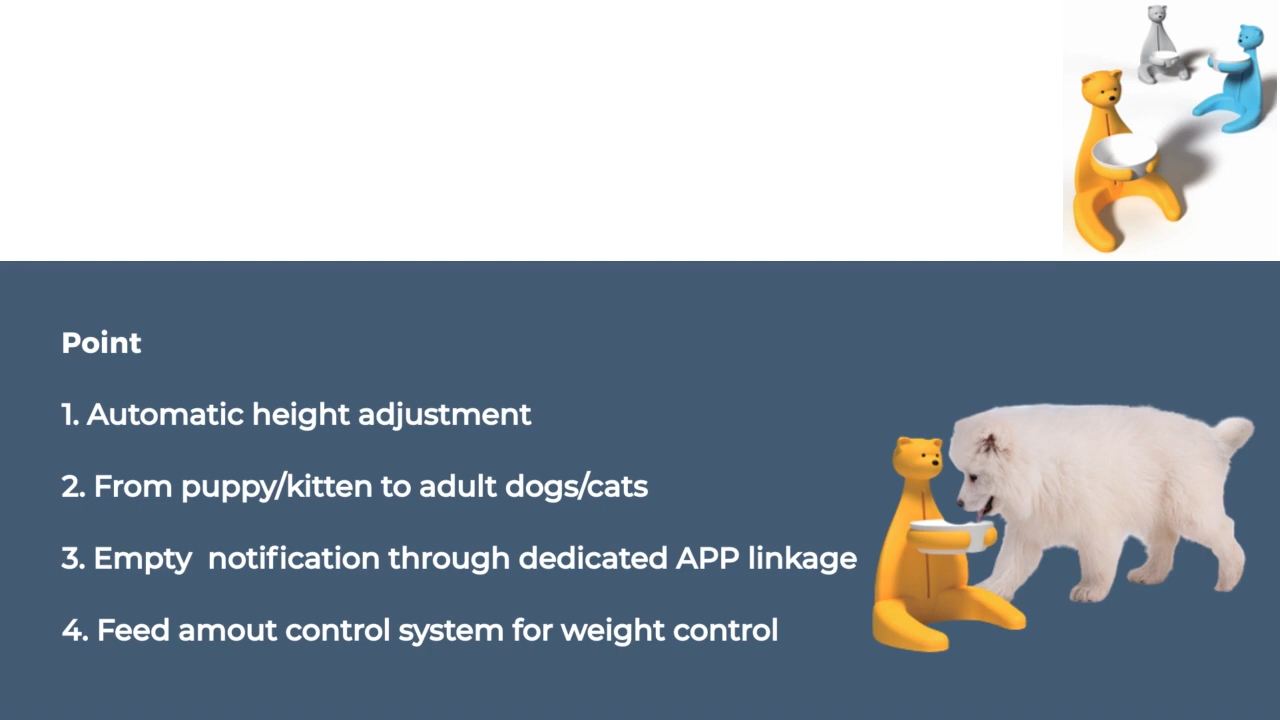 Point
1. Automatic height adjustment
2. From puppy/kitten to adult dogs/cats
3. Empty  notification through dedicated APP linkage
4. Feed amout control system for weight control